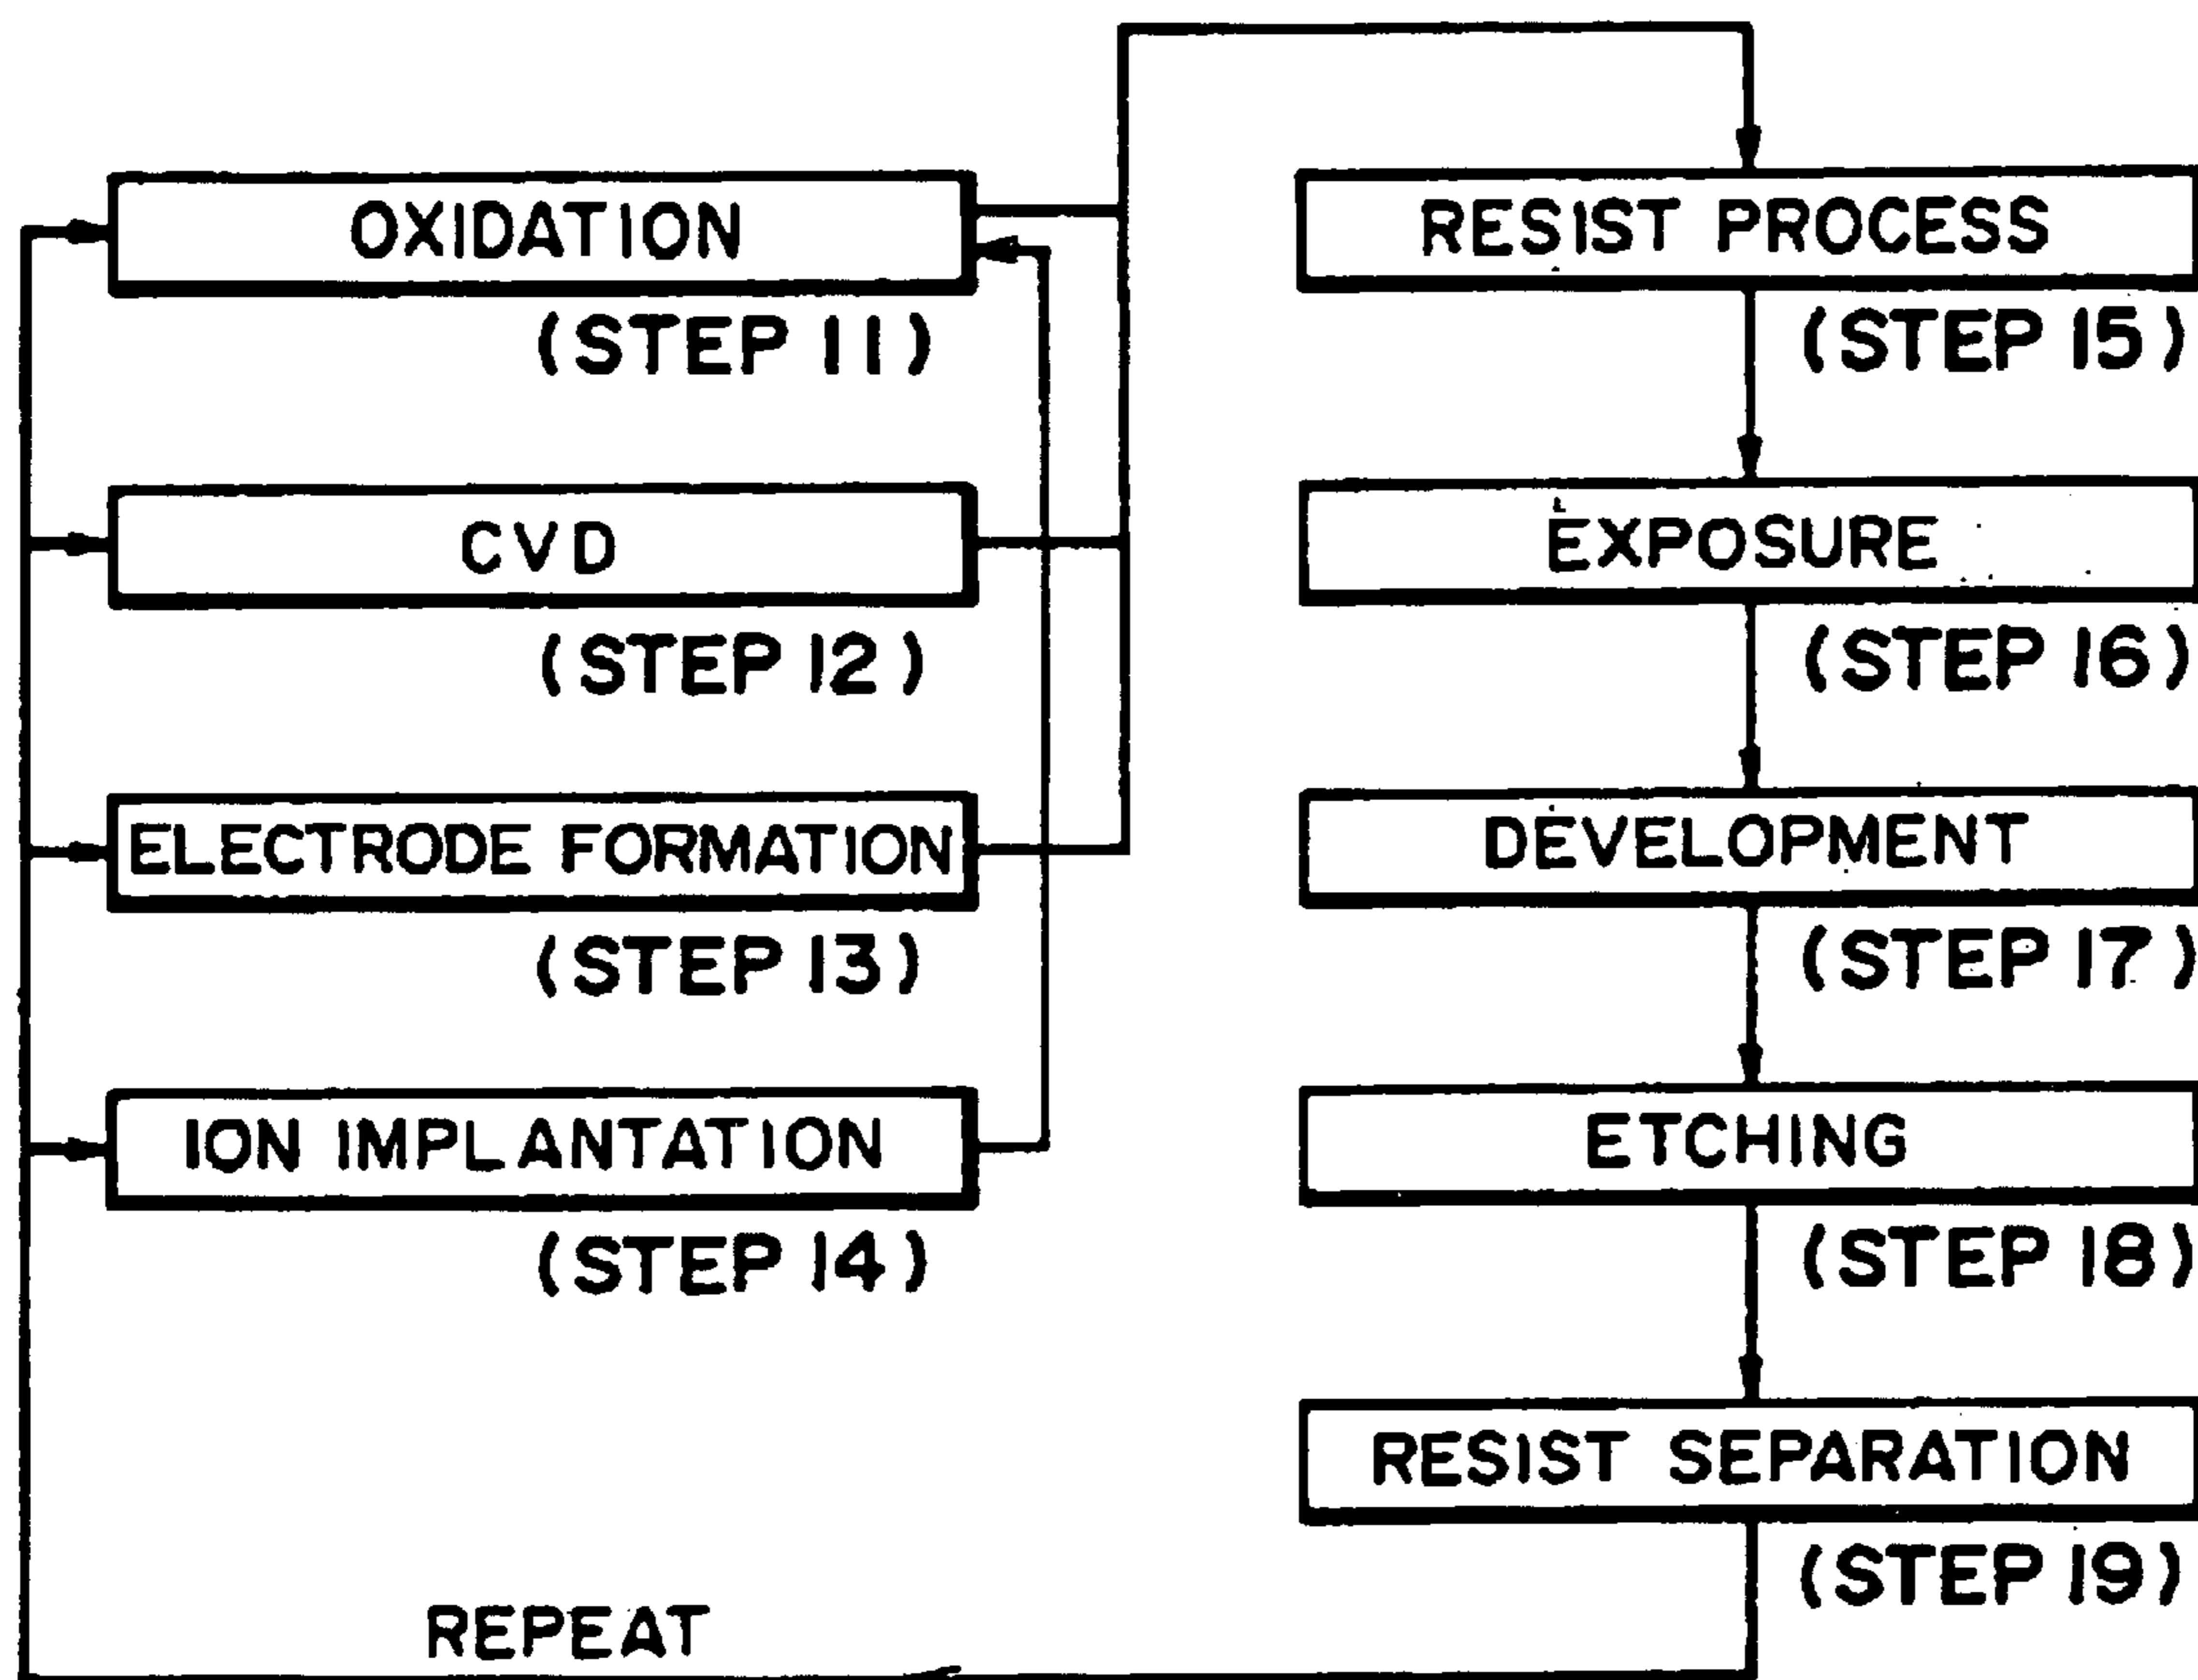 OXIDATION
(STEP 11)
CVD
(STEP 12)
ELECTRODE FORMATION
(STEP 13)
ION IMPLANTATION
(STEP 14)
RESIST PROCESS
(STEP 15)
EXPOSURE
(STEP 16)
DEVELOPMENT
(STEP 17)
ETCHING
(STEP 18)
RESIST SEPARATION
(STEP 19)
REPEAT